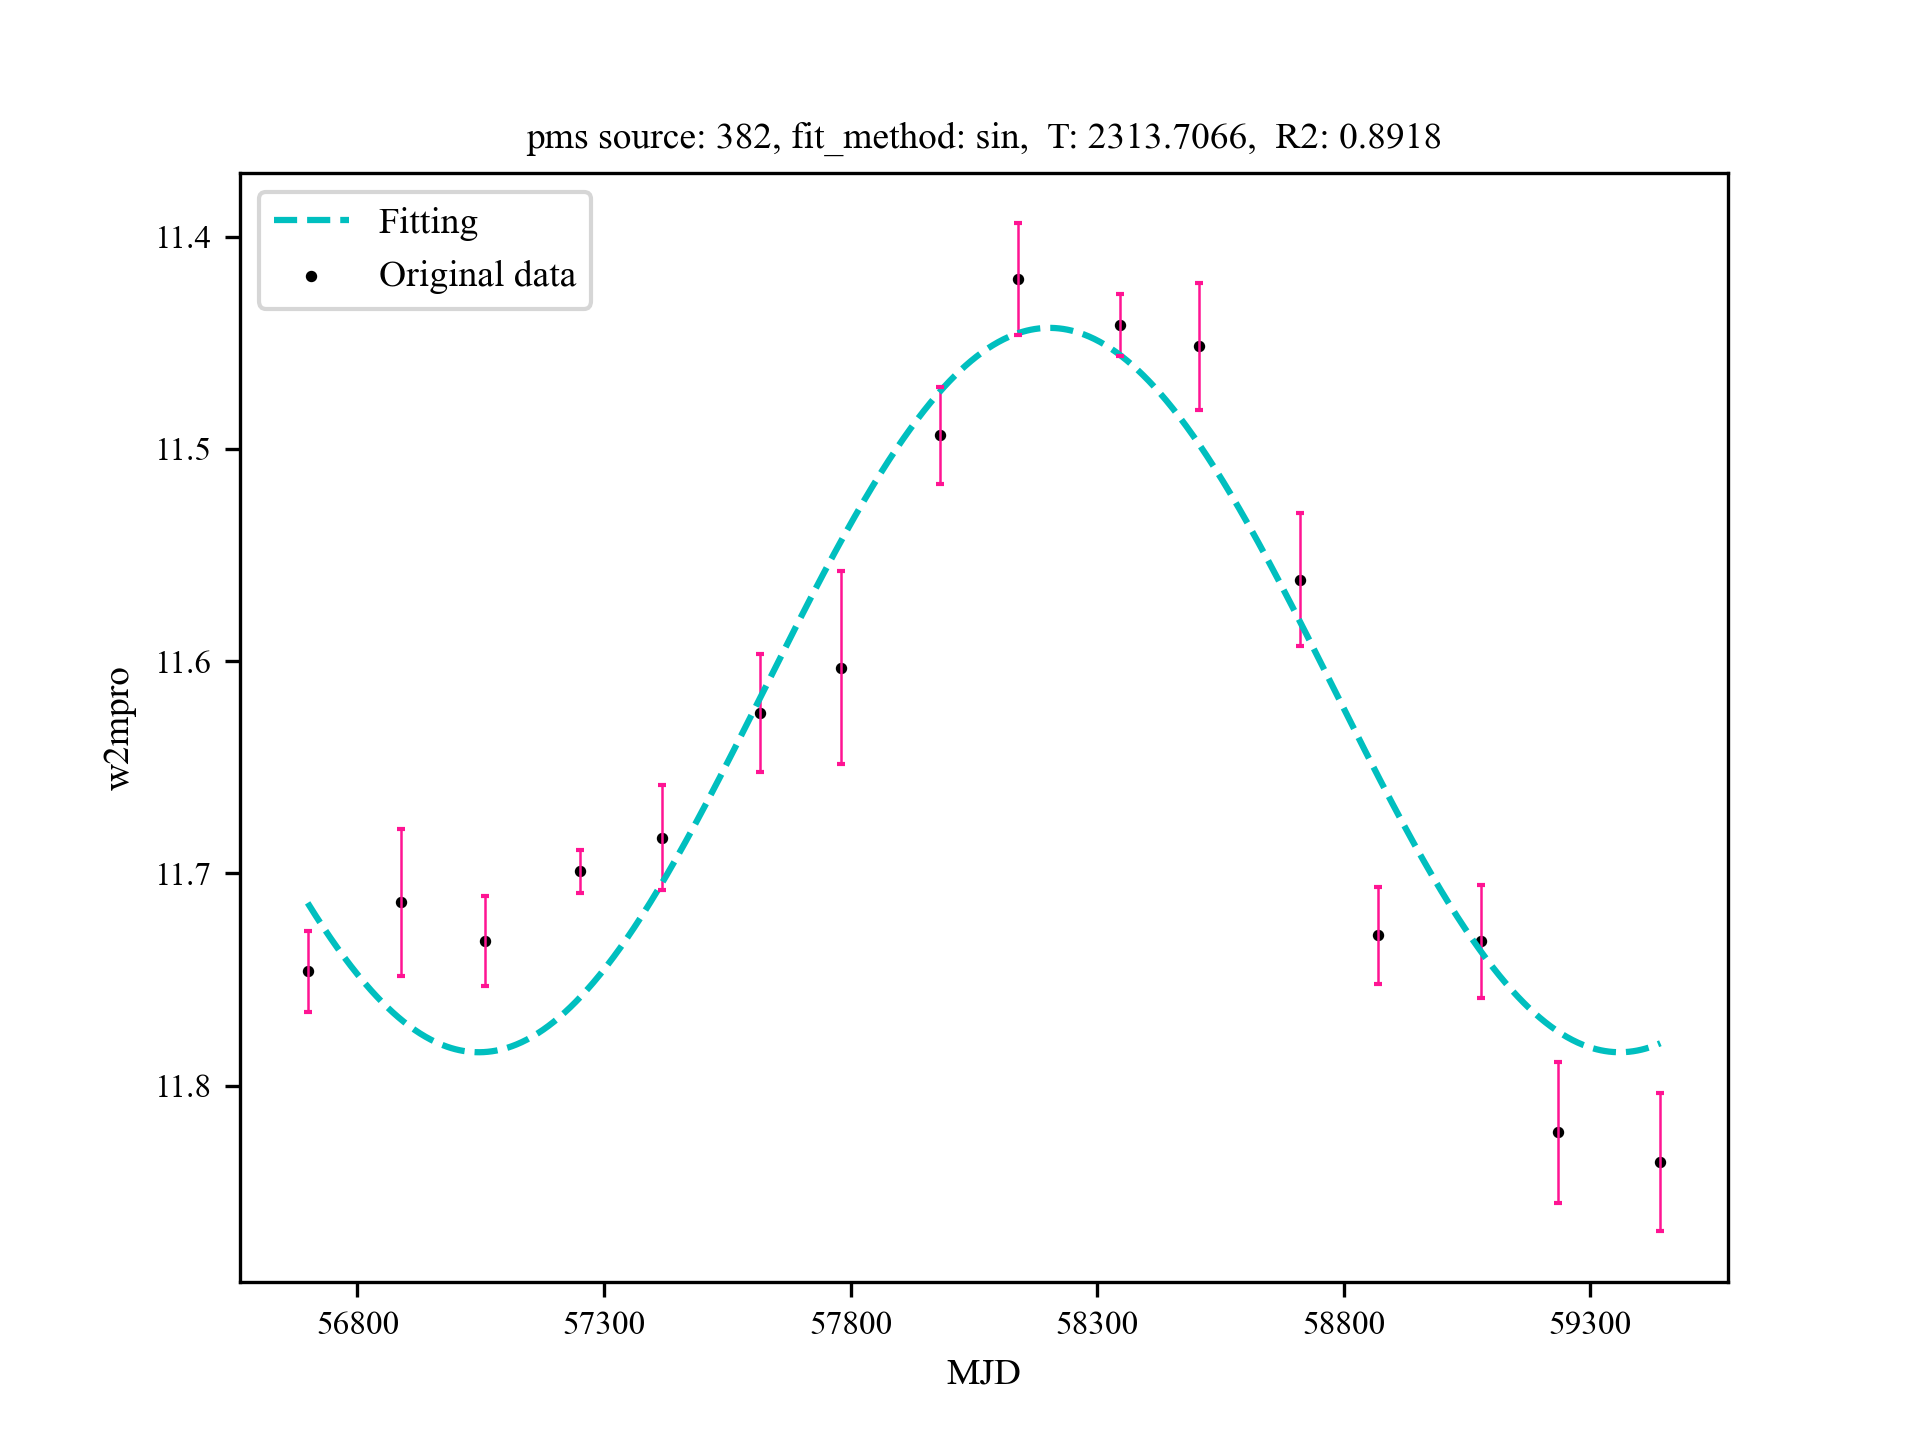 pms source: 382, fit_method: sin,  T: 2313.7066,  R2: 0.8918
Fitting
Original data
11.4
11.5
11.6
11.7
11.8
w2mpro
56800
57300
57800
58300
58800
59300
MJD